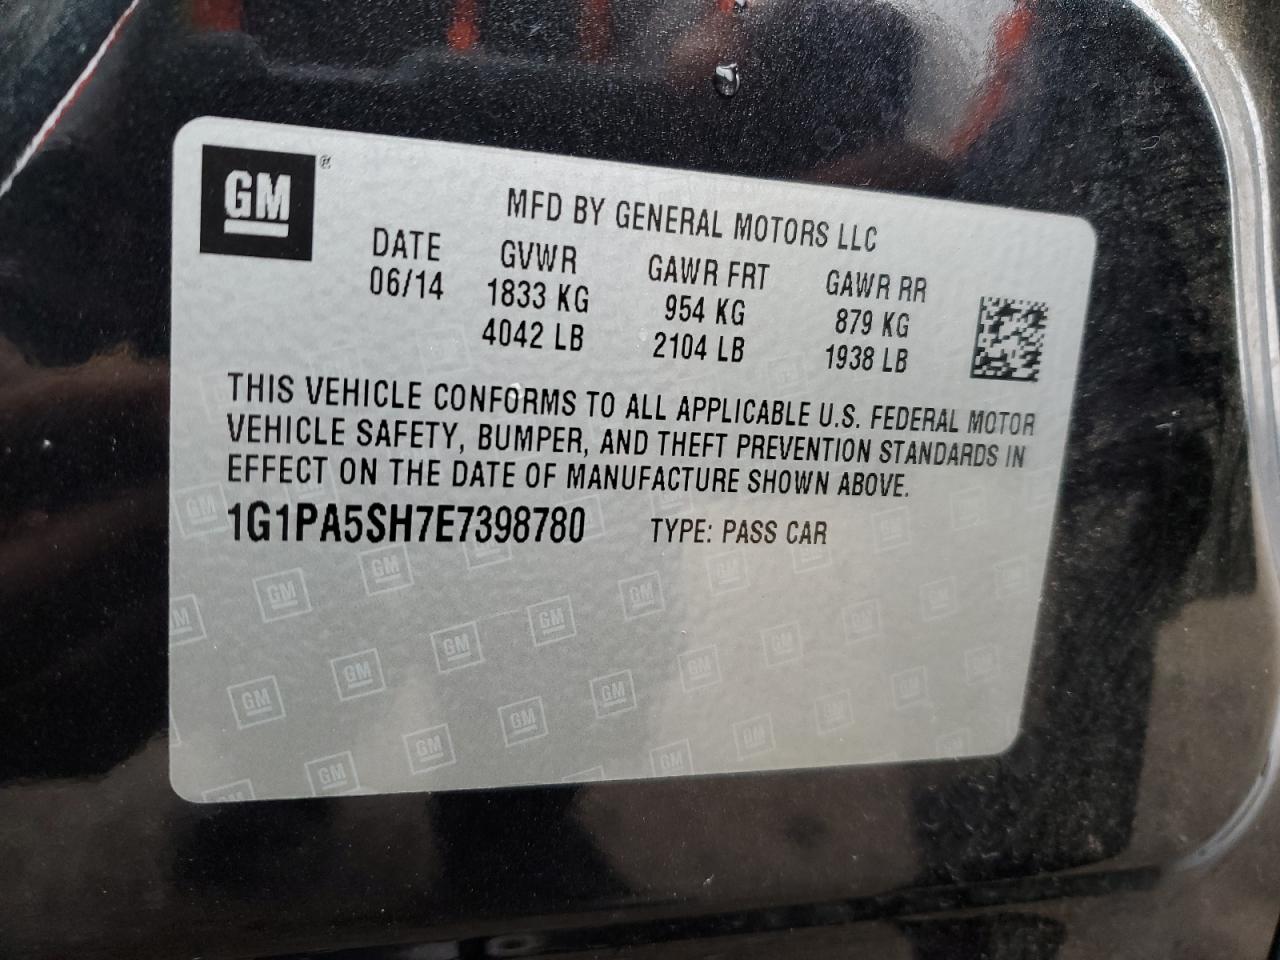 GM ®
MFD BY GENERAL MOTORS LLC
DATE GVWR GAWR FRT GAWR RR
06/14 1833 KG 954 KG 879 KG
4042 LB 2104 LB 1938 LB
THIS VEHICLE CONFORMS TO ALL APPLICABLE U.S. FEDERAL MOTOR
VEHICLE SAFETY, BUMPER, AND THEFT PREVENTION STANDARDS IN
EFFECT ON THE DATE OF MANUFACTURE SHOWN ABOVE.
1G1PA5SH7E7398780 TYPE: PASS CAR